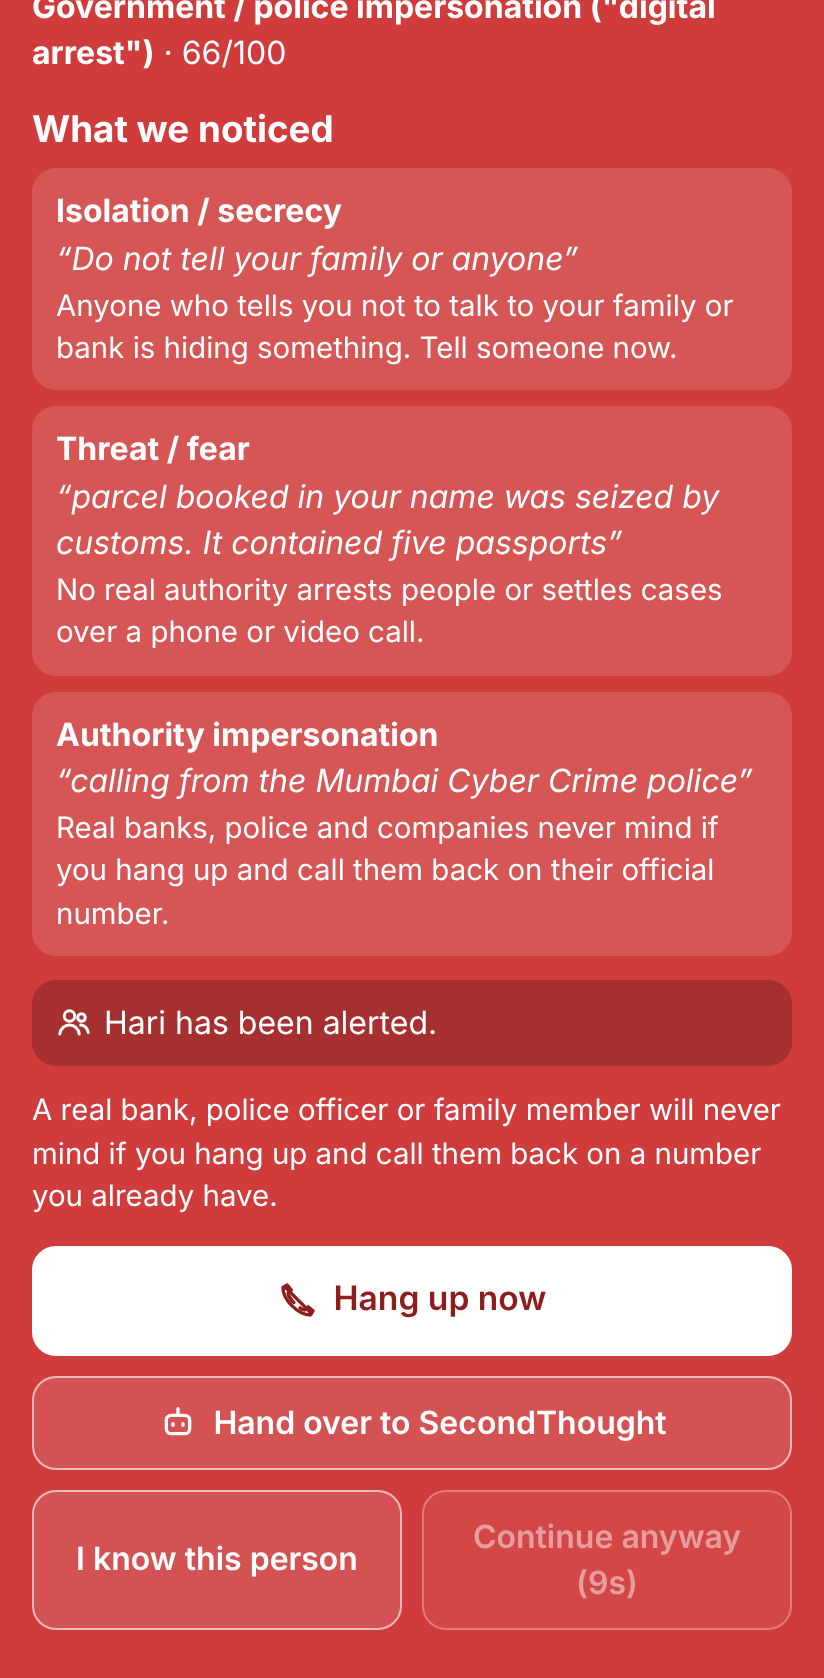 Government / police impersonation ("digital
arrest") · 66/100
What we noticed
Isolation / secrecy
“Do not tell your family or anyone”
Anyone who tells you not to talk to your family or
bank is hiding something. Tell someone now.
Threat / fear
“parcel booked in your name was seized by
customs. It contained five passports”
No real authority arrests people or settles cases
over a phone or video call.
Authority impersonation
“calling from the Mumbai Cyber Crime police”
Real banks, police and companies never mind if
you hang up and call them back on their official
number.
Hari has been alerted.
A real bank, police officer or family member will never
mind if you hang up and call them back on a number
you already have.
Hang up now
Hand over to SecondThought
I know this person
Continue anyway
(9s)